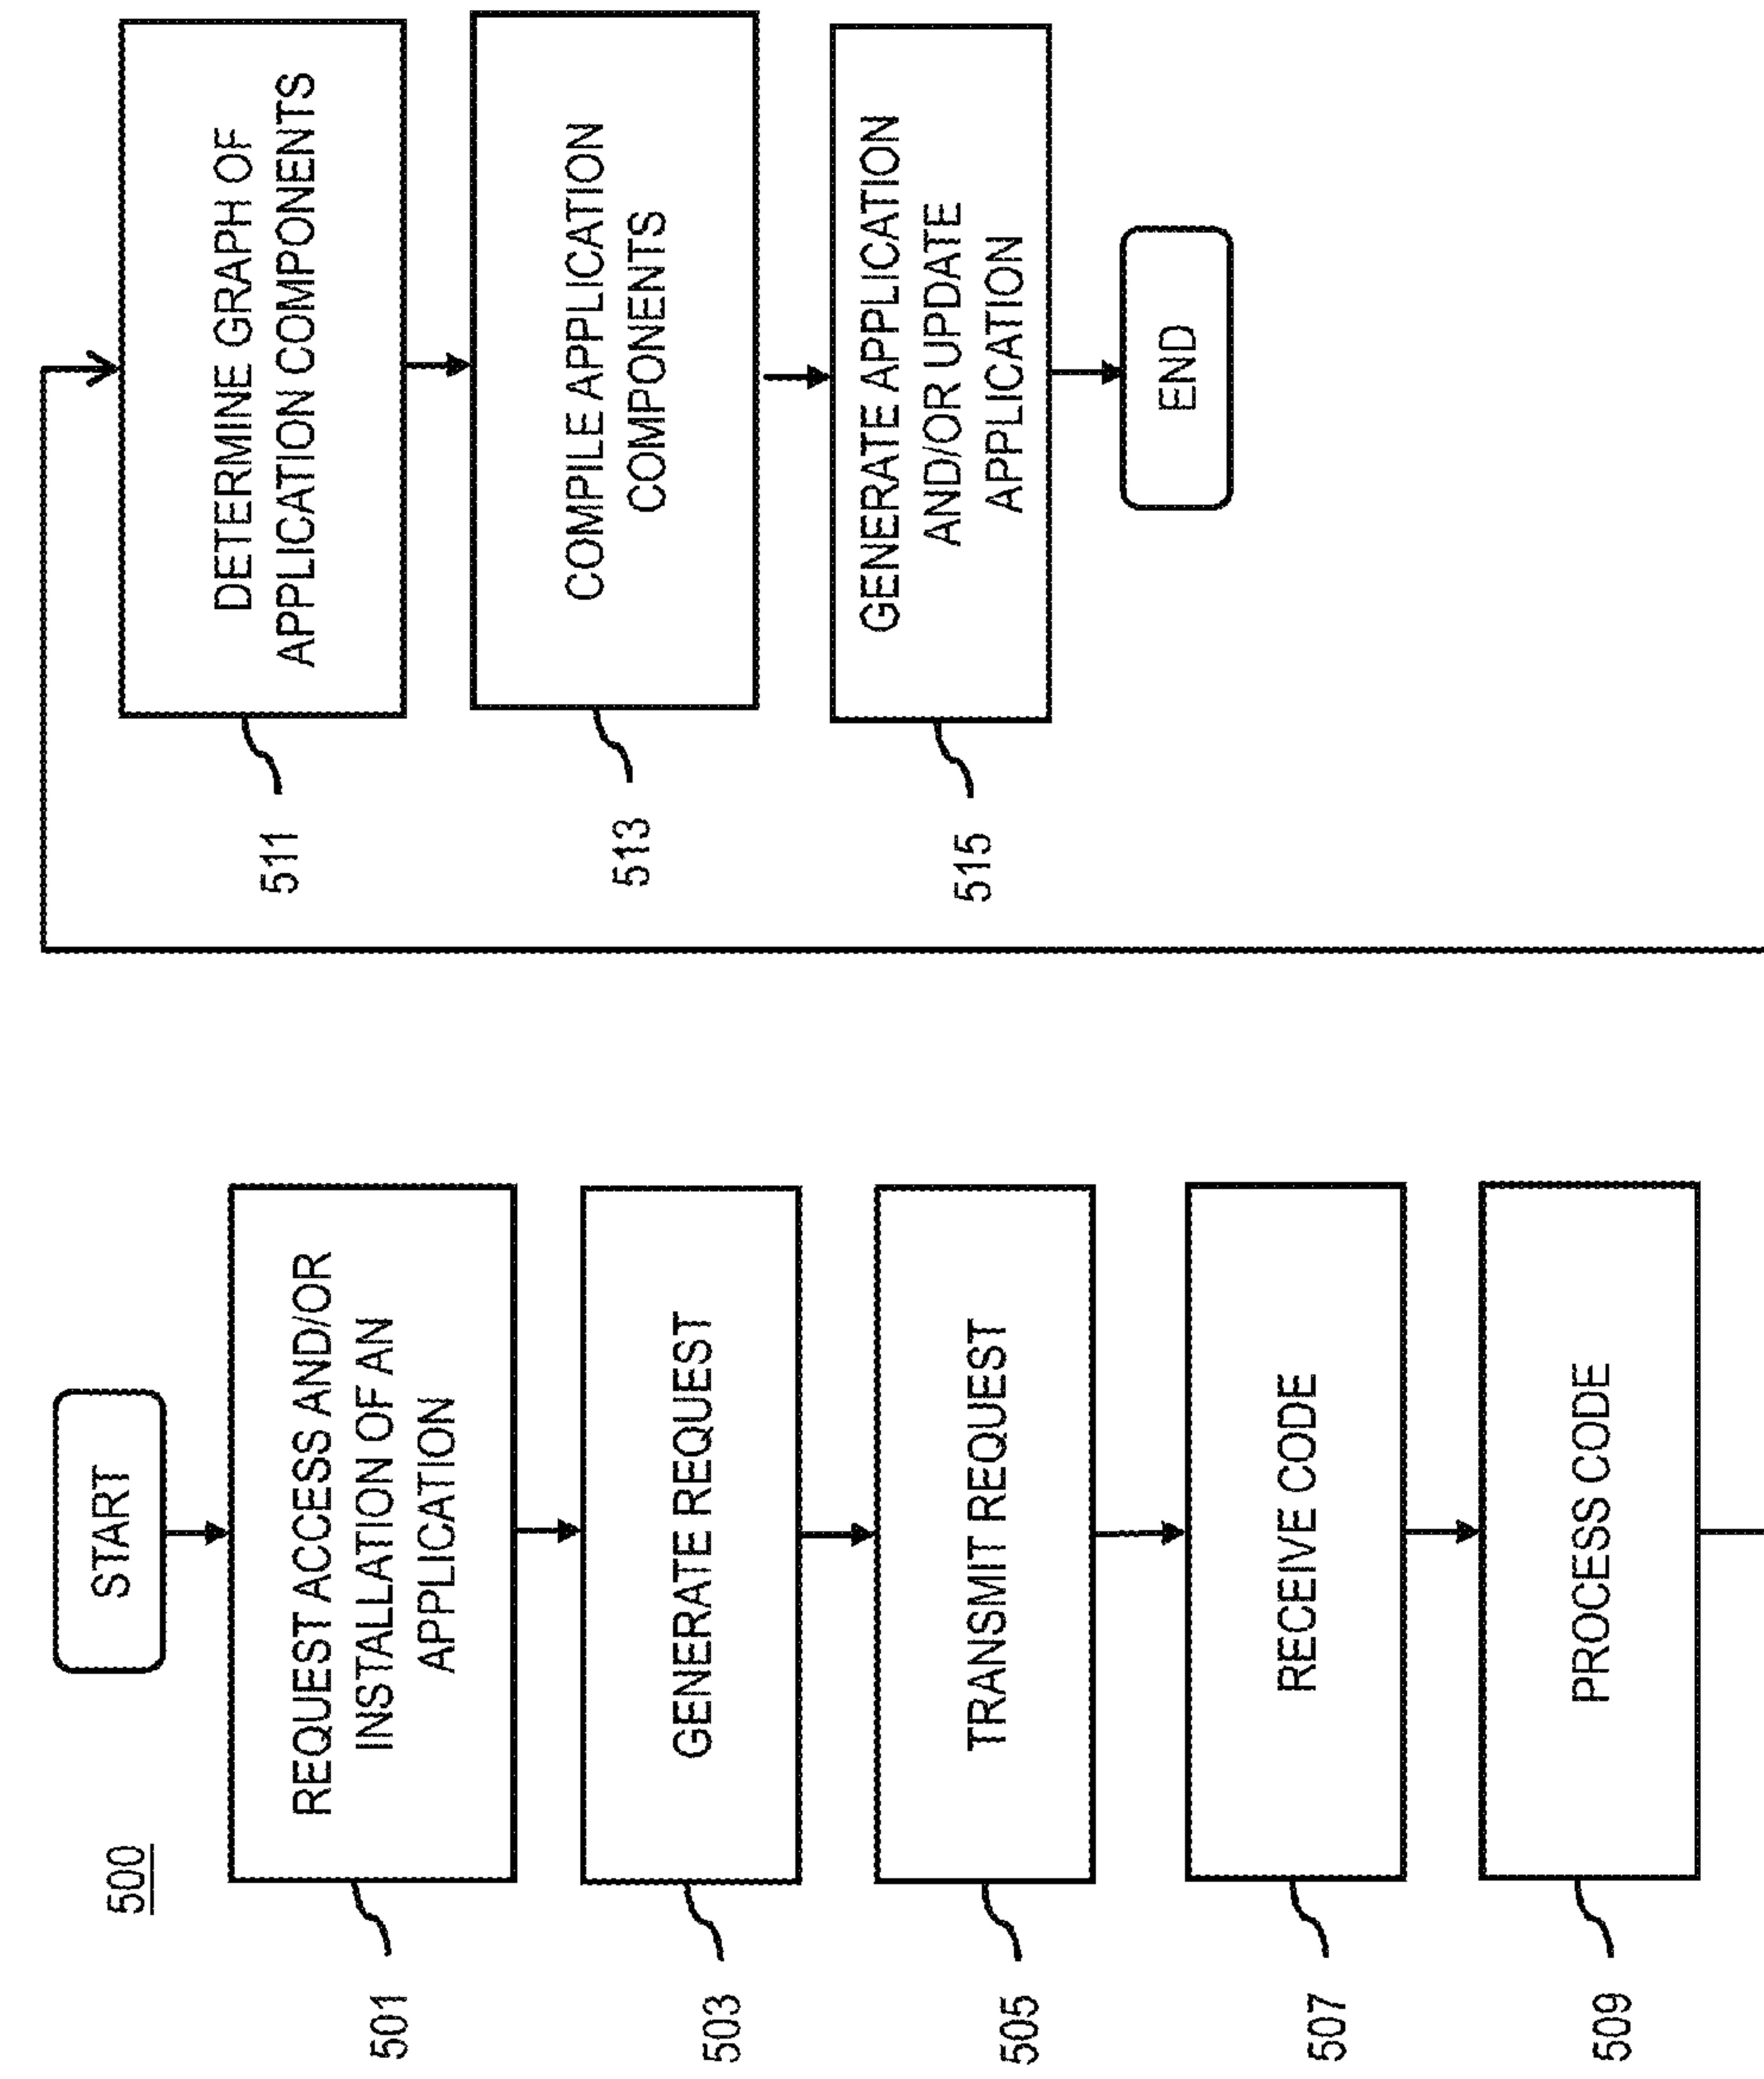 500
START
501
REQUEST ACCESS AND/OR
INSTALLATION OF AN
APPLICATION
503
GENERATE REQUEST
505
TRANSMIT REQUEST
507
RECEIVE CODE
509
PROCESS CODE
511
DETERMINE GRAPH OF
APPLICATION COMPONENTS
513
COMPILE APPLICATION
COMPONENTS
515
GENERATE APPLICATION
AND/OR UPDATE
APPLICATION
END